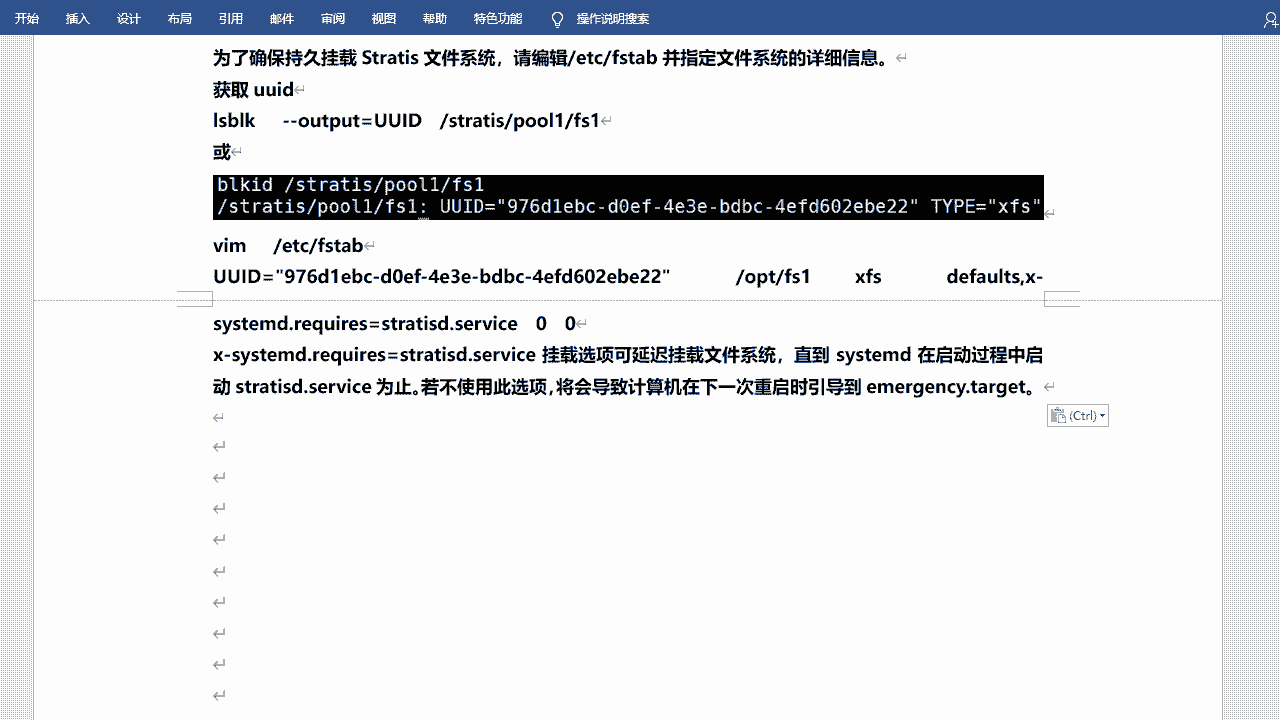 开始 插入 设计 布局 引用 邮件 审阅 视图 帮助 特色功能 操作说明搜索
为了确保持久挂载 Stratis 文件系统，请编辑/etc/fstab 并指定文件系统的详细信息。
获取 uuid
lsblk --output=UUID /stratis/pool1/fs1
或
blkid /stratis/pool1/fs1
/stratis/pool1/fs1: UUID="976d1ebc-d0ef-4e3e-bdbc-4efd602ebe22" TYPE="xfs"
vim /etc/fstab
UUID="976d1ebc-d0ef-4e3e-bdbc-4efd602ebe22" /opt/fs1 xfs defaults,x-
systemd.requires=stratisd.service 0 0
x-systemd.requires=stratisd.service 挂载选项可延迟挂载文件系统，直到 systemd 在启动过程中启
动 stratisd.service 为止。若不使用此选项，将会导致计算机在下一次重启时引导到 emergency.target。
(Ctrl)